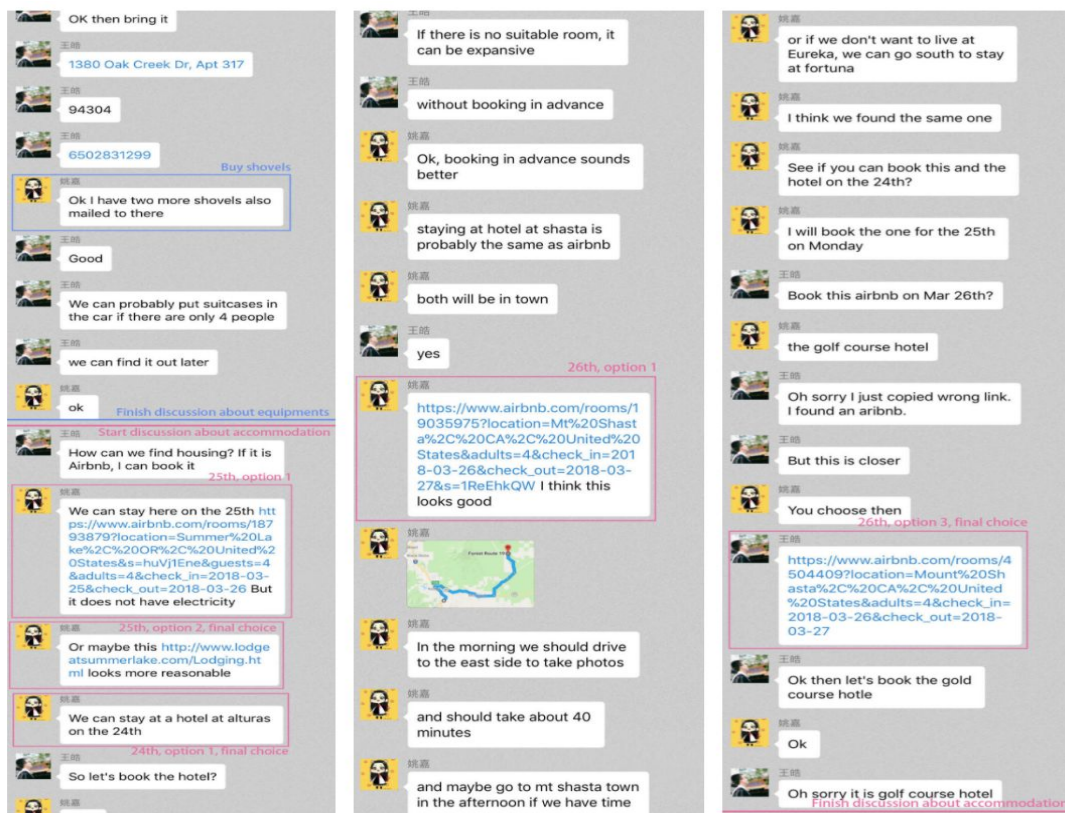 OK then bring it
王皓
1380 Oak Creek Dr, Apt 317
王皓
94304
王皓
6502831299
Buy shovels
姚嘉
Ok I have two more shovels also
mailed to there
王皓
Good
王皓
We can probably put suitcases in
the car if there are only 4 people
王皓
we can find it out later
姚嘉
ok
Finish discussion about equipments
Start discussion about accommodation
王皓
How can we find housing? If it is
Airbnb, I can book it
25th, option 1
姚嘉
We can stay here on the 25th htt
ps://www.airbnb.com/rooms/187
93879?location=Summer%20La
ke%2C%20OR%2C%20United%2
0States&s=huVj1Ene&guests=4
&adults=4&check_in=2018-03-
25&check_out=2018-03-26 But
it does not have electricity
25th, option 2, final choice
姚嘉
Or maybe this http://www.lodge
atsummerlake.com/Lodging.ht
ml looks more reasonable
姚嘉
We can stay at a hotel at alturas
on the 24th
24th, option 1, final choice
王皓
So let's book the hotel?
姚嘉
If there is no suitable room, it
can be expansive
王皓
without booking in advance
姚嘉
Ok, booking in advance sounds
better
姚嘉
staying at hotel at shasta is
probably the same as airbnb
姚嘉
both will be in town
王皓
yes
26th, option 1
姚嘉
https://www.airbnb.com/rooms/1
9035975?location=Mt%20Shast
a%2C%20CA%2C%20United%20
States&adults=4&check_in=201
8-03-26&check_out=2018-03-
27&s=1ReEhkQW I think this
looks good
姚嘉
姚嘉
In the morning we should drive
to the east side to take photos
姚嘉
and should take about 40
minutes
姚嘉
and maybe go to mt shasta town
in the afternoon if we have time
姚嘉
or if we don't want to live at
Eureka, we can go south to stay
at fortuna
姚嘉
I think we found the same one
姚嘉
See if you can book this and the
hotel on the 24th?
姚嘉
I will book the one for the 25th
on Monday
王皓
Book this airbnb on Mar 26th?
姚嘉
the golf course hotel
王皓
Oh sorry I just copied wrong link.
I found an aribnb.
王皓
But this is closer
姚嘉
You choose then
26th, option 3, final choice
王皓
https://www.airbnb.com/rooms/4
504409?location=Mount%20Sh
asta%2C%20CA%2C%20United
%20States&adults=4&check_in=
2018-03-26&check_out=2018-
03-27
王皓
Ok then let's book the gold
course hotle
姚嘉
Ok
王皓
Oh sorry it is golf course hotel
Finish discussion about accommodation